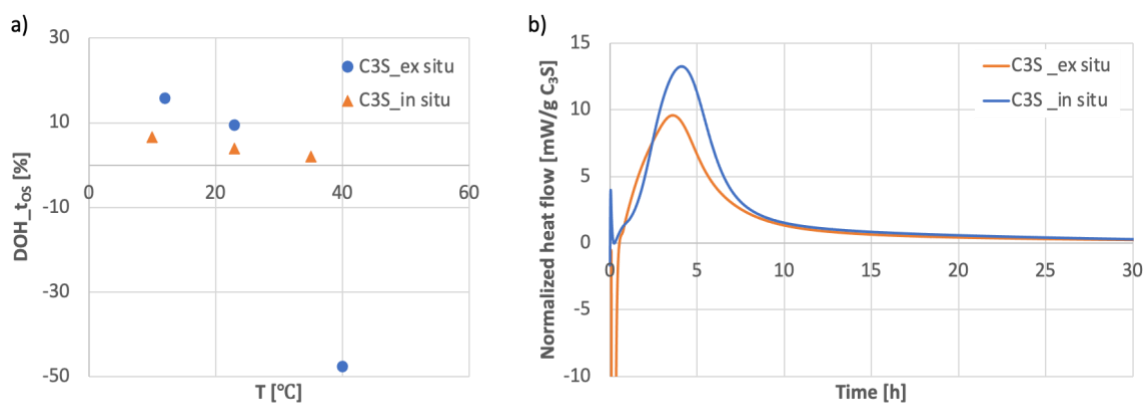 a)
DOH_tOS [%]
30
10
-10
-30
-50
0
20
40
60
T [℃]
C3S_ex situ
C3S_in situ
b)
Normalized heat flow [mW/g C₃S]
15
10
5
0
-5
-10
0
5
10
15
20
25
30
Time [h]
C3S _ex situ
C3S _in situ